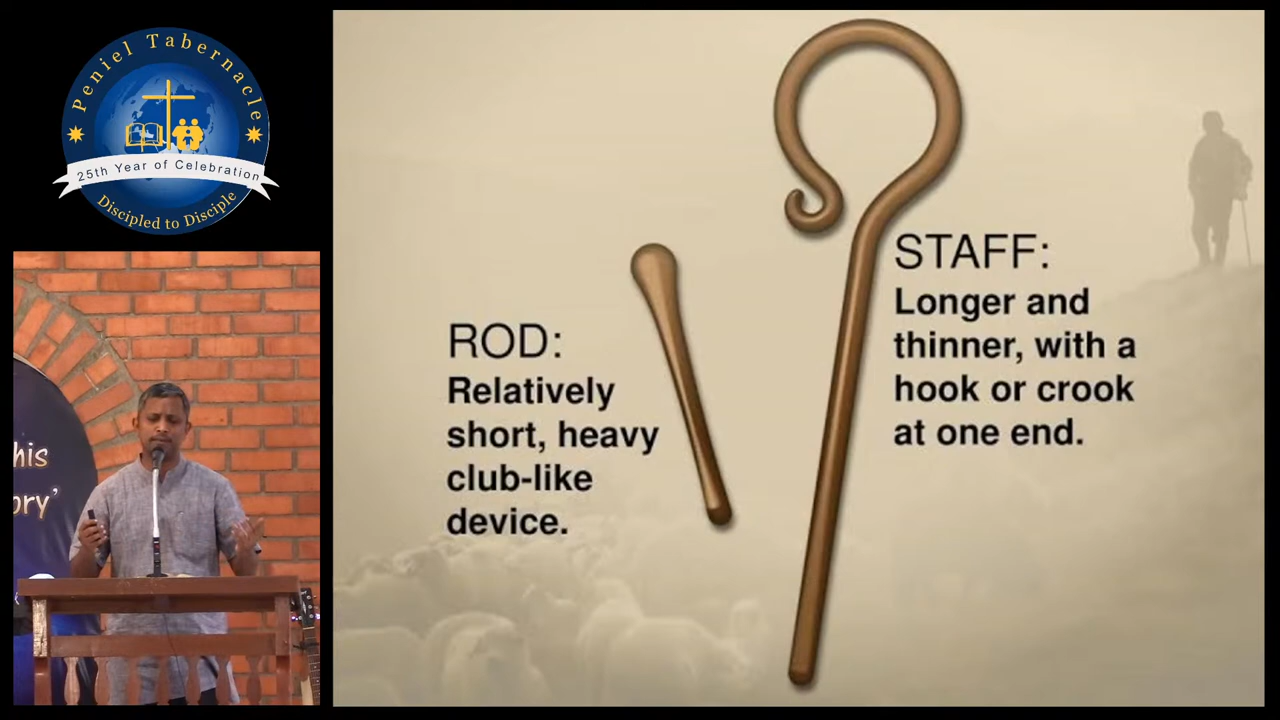 Peniel Tabernacle
25th Year of Celebration
Discipled to Disciple
his
ory'
ROD:
Relatively
short, heavy
club-like
device.
STAFF:
Longer and
thinner, with a
hook or crook
at one end.